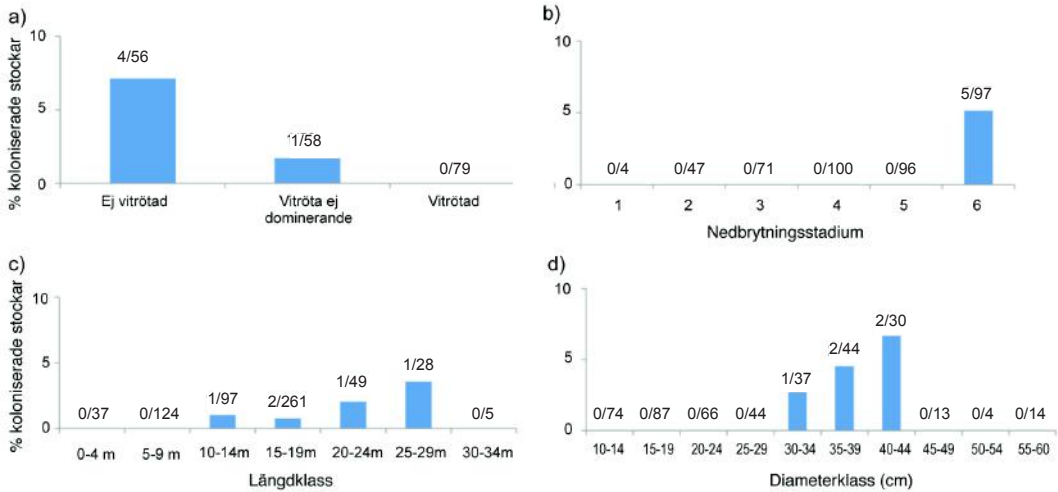 a)
% koloniserade stockar
10
5
0
4/56
1/58
0/79
Ej vitrötad
Vitröta ej
dominerande
Vitrötad
b)
10
5
0
0/4
0/47
0/71
0/100
0/96
5/97
1
2
3
4
5
6
Nedbrytningsstadium
c)
% koloniserade stockar
10
5
0
0/37
0/124
1/97
2/261
1/49
1/28
0/5
0-4 m
5-9 m
10-14m
15-19m
20-24m
25-29m
30-34m
Längdklass
d)
10
5
0
0/74
0/87
0/66
0/44
1/37
2/44
2/30
0/13
0/4
0/14
10-14
15-19
20-24
25-29
30-34
35-39
40-44
45-49
50-54
55-60
Diameterklass (cm)